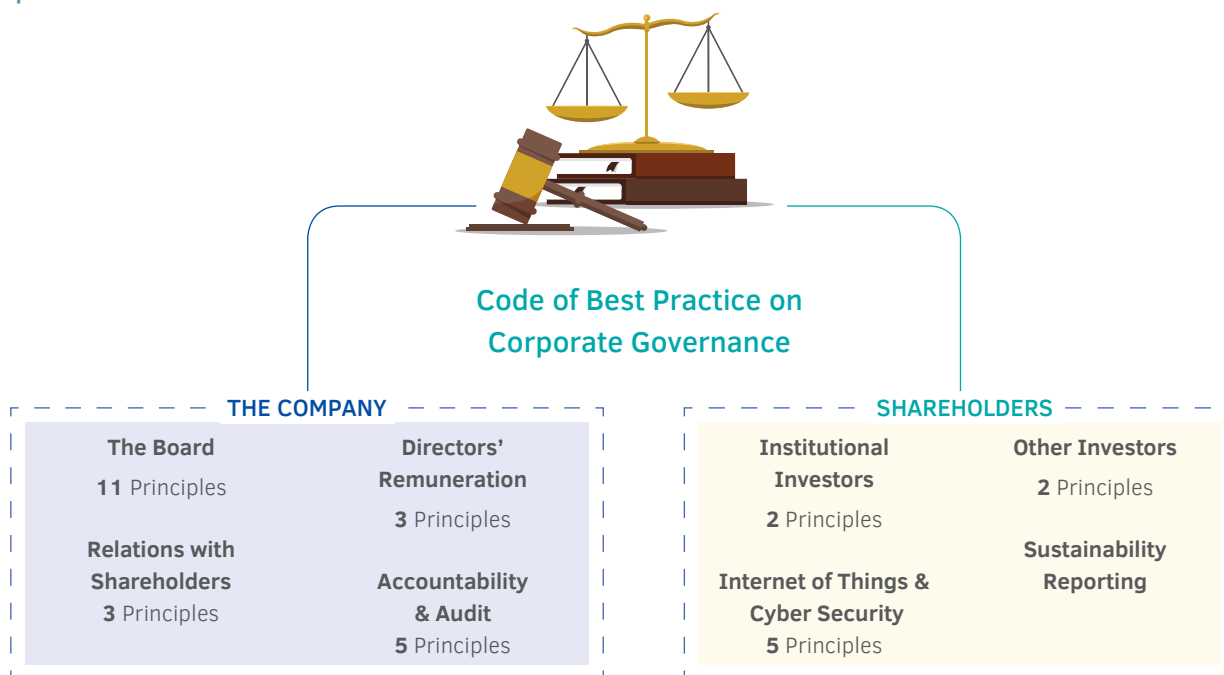 Code of Best Practice on
Corporate Governance
THE COMPANY
The Board
11 Principles
Directors’
Remuneration
3 Principles
Relations with
Shareholders
3 Principles
Accountability
& Audit
5 Principles
SHAREHOLDERS
Institutional
Investors
2 Principles
Other Investors
2 Principles
Internet of Things &
Cyber Security
5 Principles
Sustainability
Reporting